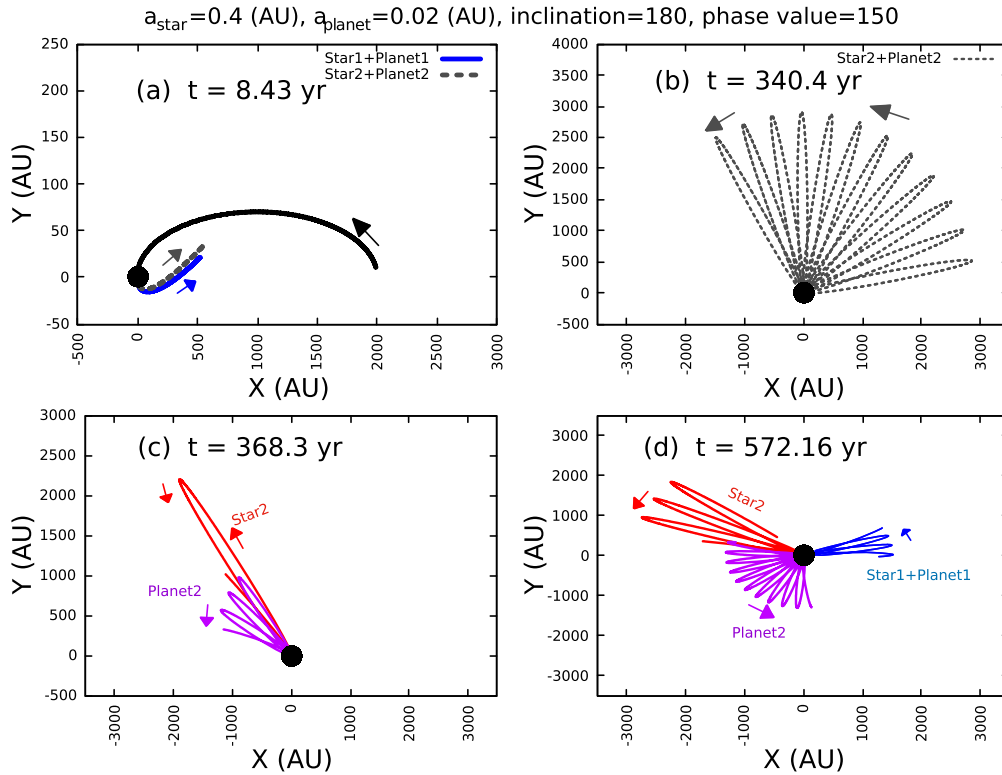 a_star=0.4 (AU), a_planet=0.02 (AU), inclination=180, phase value=150
250
200
150
100
50
0
-50
Y (AU)
(a) t = 8.43 yr
Star1+Planet1
Star2+Planet2
-500
0
500
1000
1500
2000
2500
3000
X (AU)
4000
3500
3000
2500
2000
1500
1000
500
0
-500
Y (AU)
(b) t = 340.4 yr
Star2+Planet2
-3000
-2000
-1000
0
1000
2000
3000
X (AU)
3000
2500
2000
1500
1000
500
0
-500
Y (AU)
(c) t = 368.3 yr
Star2
Planet2
-3000
-2000
-1000
0
1000
2000
3000
X (AU)
3000
2000
1000
0
-1000
-2000
-3000
Y (AU)
(d) t = 572.16 yr
Star2
Star1+Planet1
Planet2
-3000
-2000
-1000
0
1000
2000
3000
X (AU)